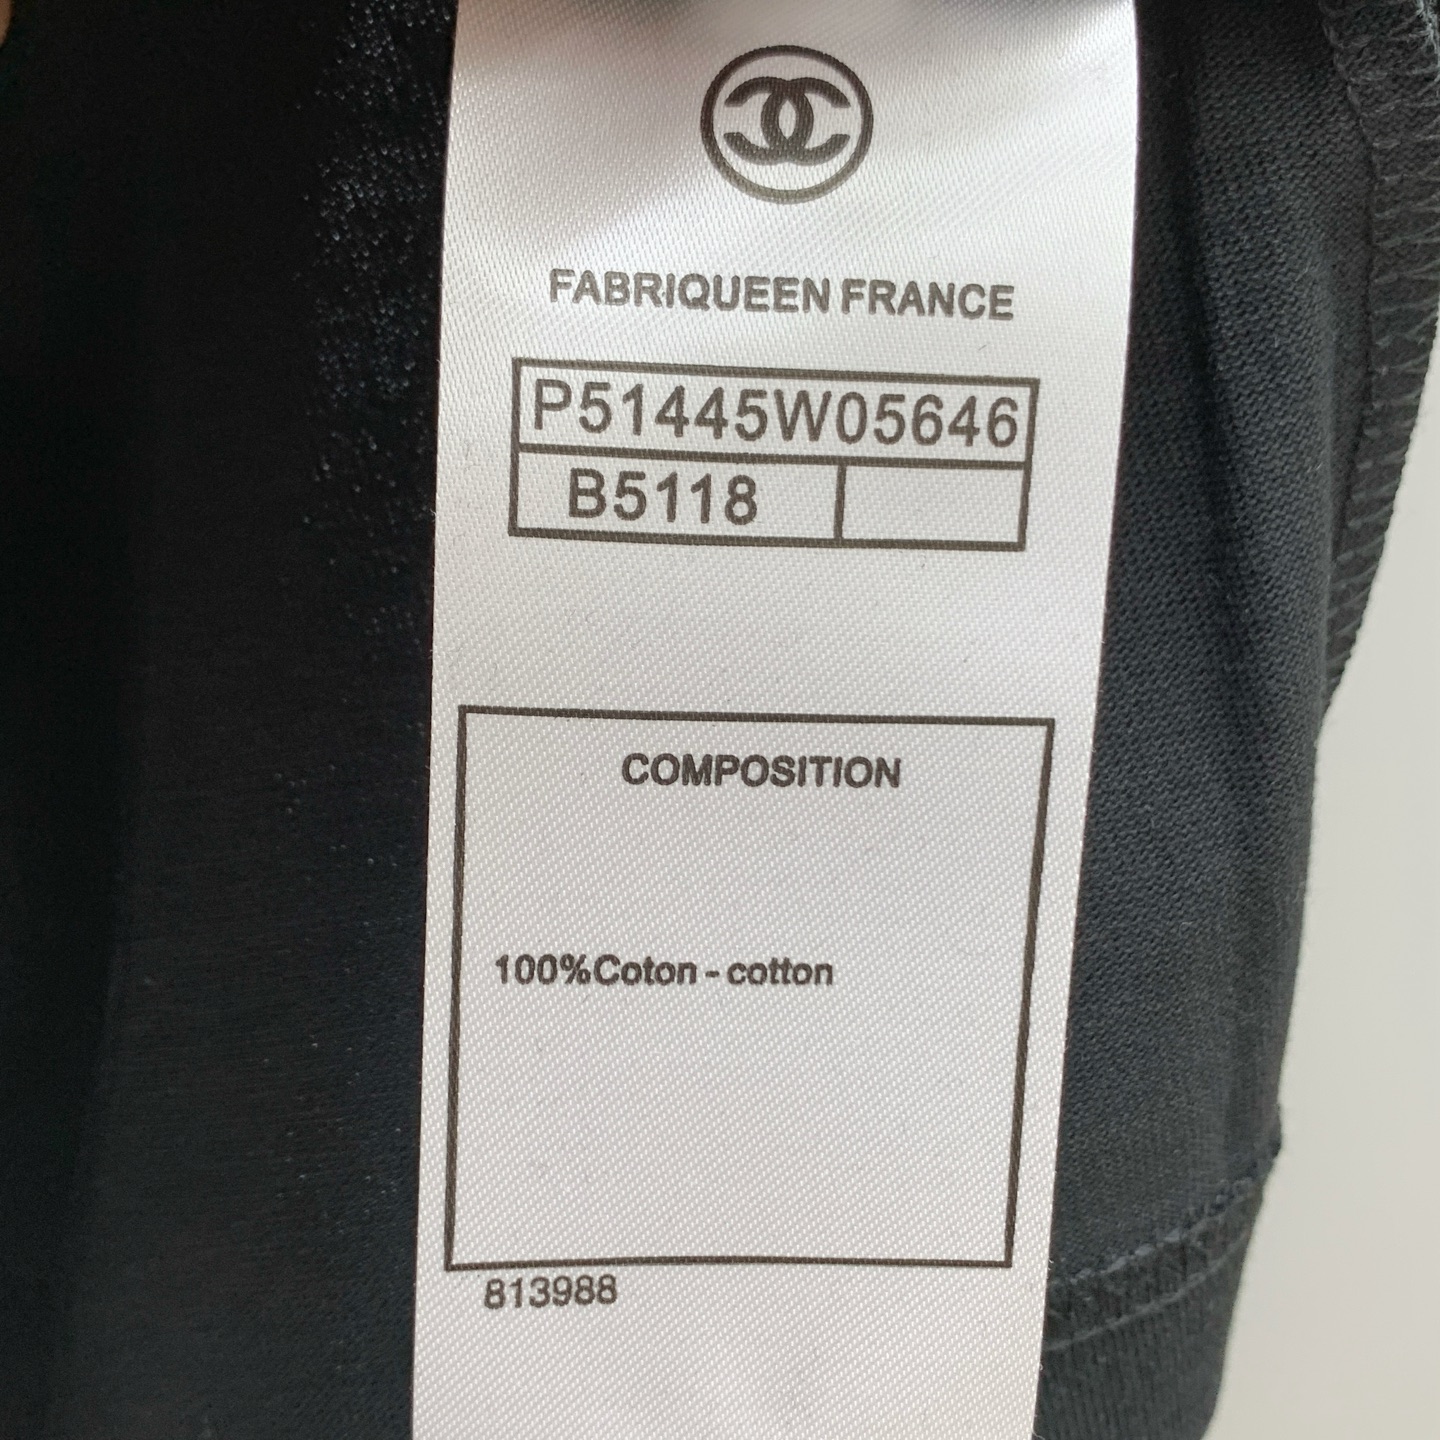 FABRIQUEEN FRANCE
P51445W05646
B5118
COMPOSITION
100%Coton - cotton
813988